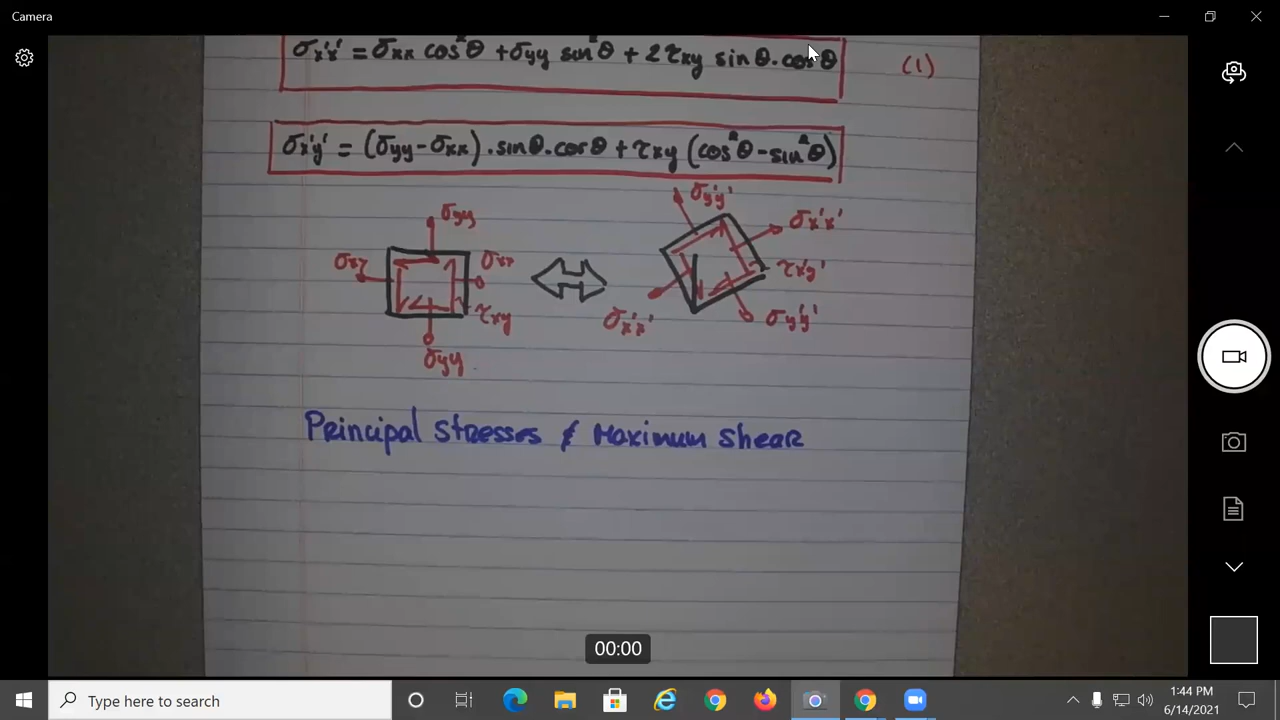 Camera
σx'x' = σxx cos²θ + σyy sin²θ + 2τxy sinθ.cosθ (1)
σx'y' = (σyy-σxx).sinθ.cosθ + τxy (cos²θ-sin²θ)
σyy
σy'y'
σx'x'
σxx
σxx
τx'y'
τxy
σx'x'
σy'y'
σyy
Principal Stresses & Maximum Shear
00:00
Type here to search
1:44 PM
6/14/2021